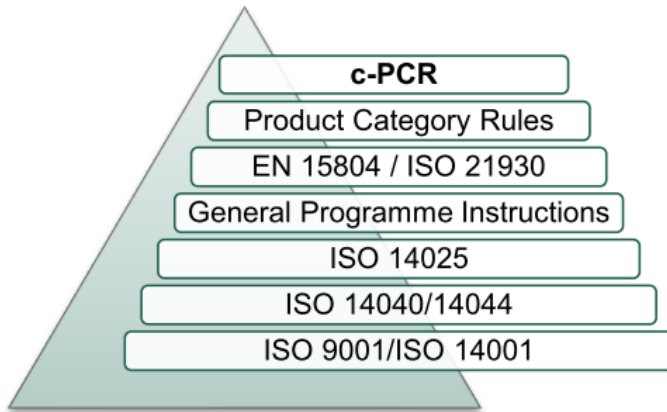 c-PCR
Product Category Rules
EN 15804 / ISO 21930
General Programme Instructions
ISO 14025
ISO 14040/14044
ISO 9001/ISO 14001